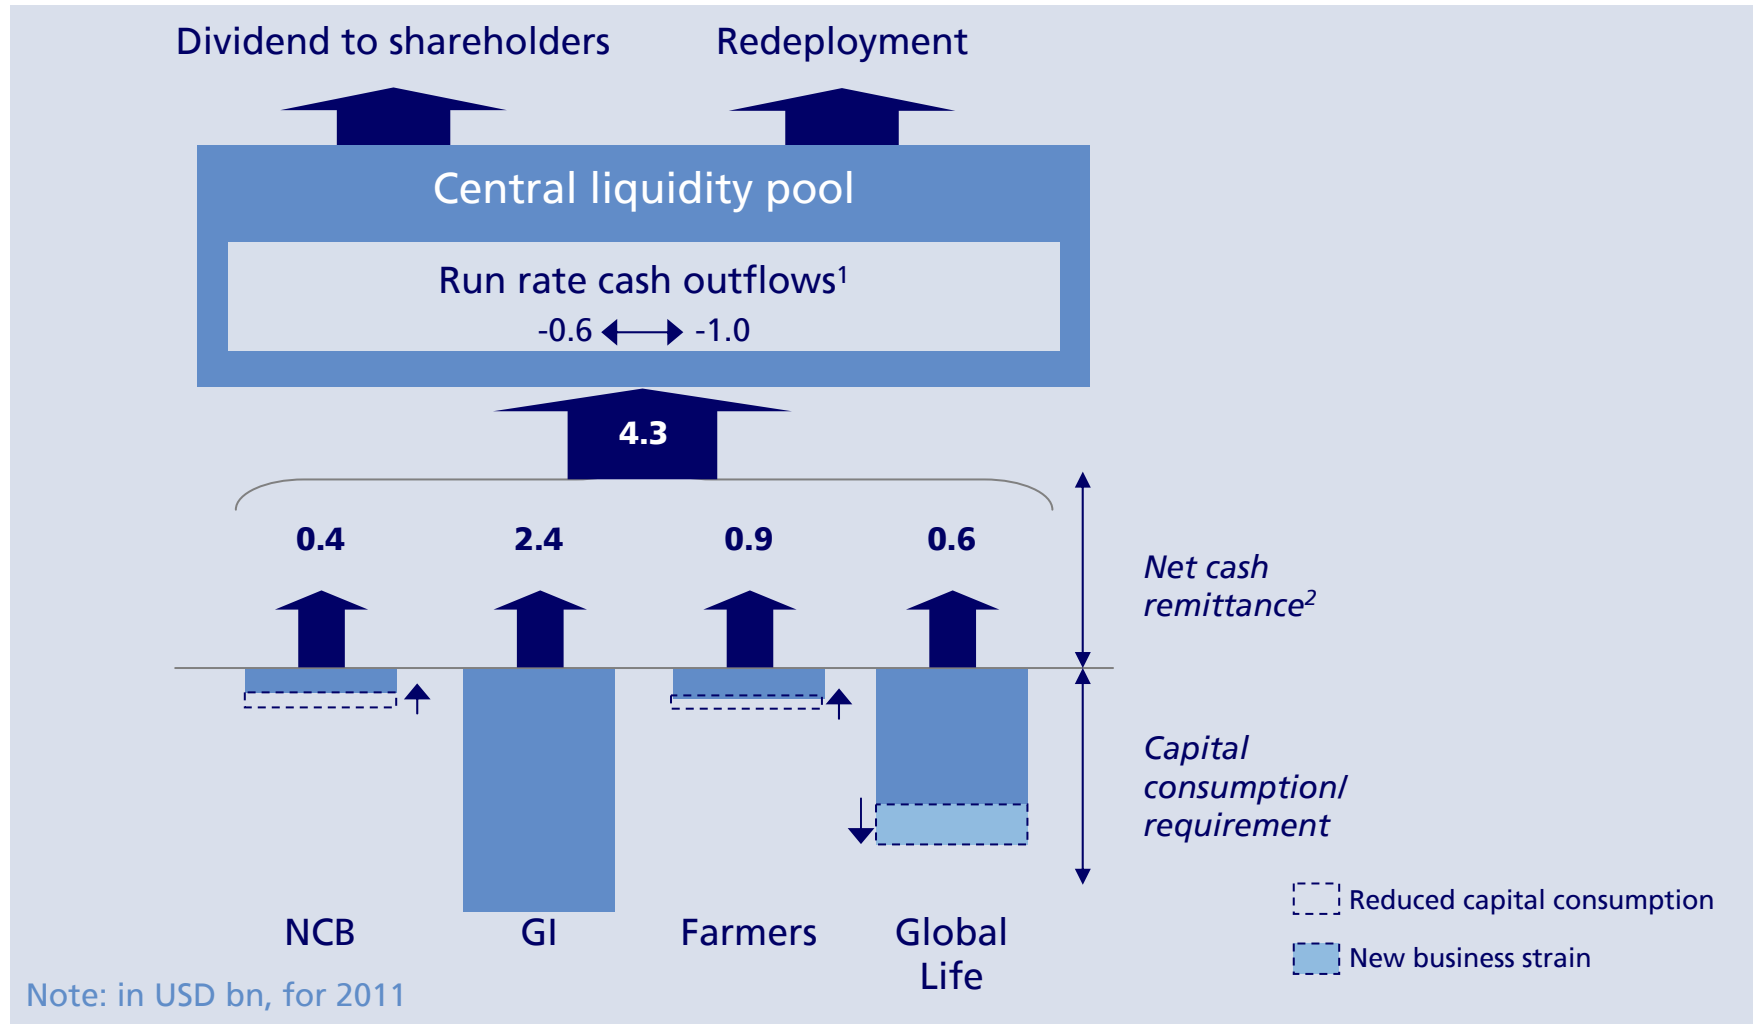 Dividend to shareholders
Redeployment
Central liquidity pool
Run rate cash outflows¹
-0.6
-1.0
4.3
0.4
2.4
0.9
0.6
Net cash
remittance²
Capital
consumption/
requirement
NCB
GI
Farmers
Global
Life
Reduced capital consumption
New business strain
Note: in USD bn, for 2011